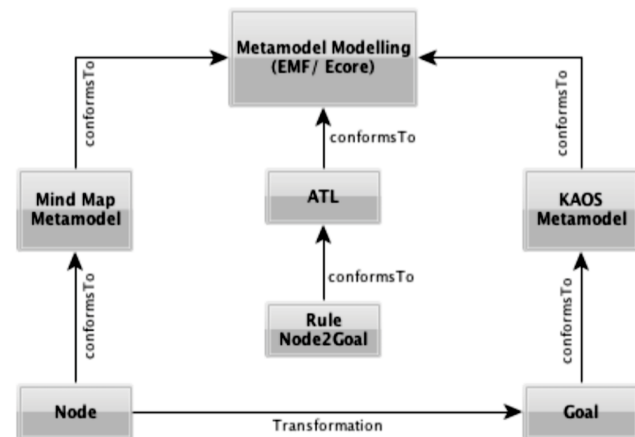 Metamodel Modelling
(EMF/ Ecore)
conformsTo
conformsTo
conformsTo
Mind Map
Metamodel
ATL
KAOS
Metamodel
conformsTo
conformsTo
conformsTo
Rule
Node2Goal
Node
Transformation
Goal